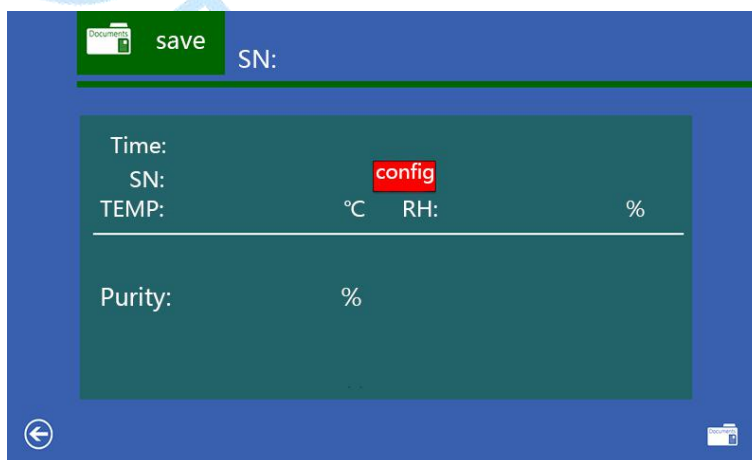 Documents save
SN:
Time:
SN:
config
TEMP: °C RH: %
Purity: %
Documents